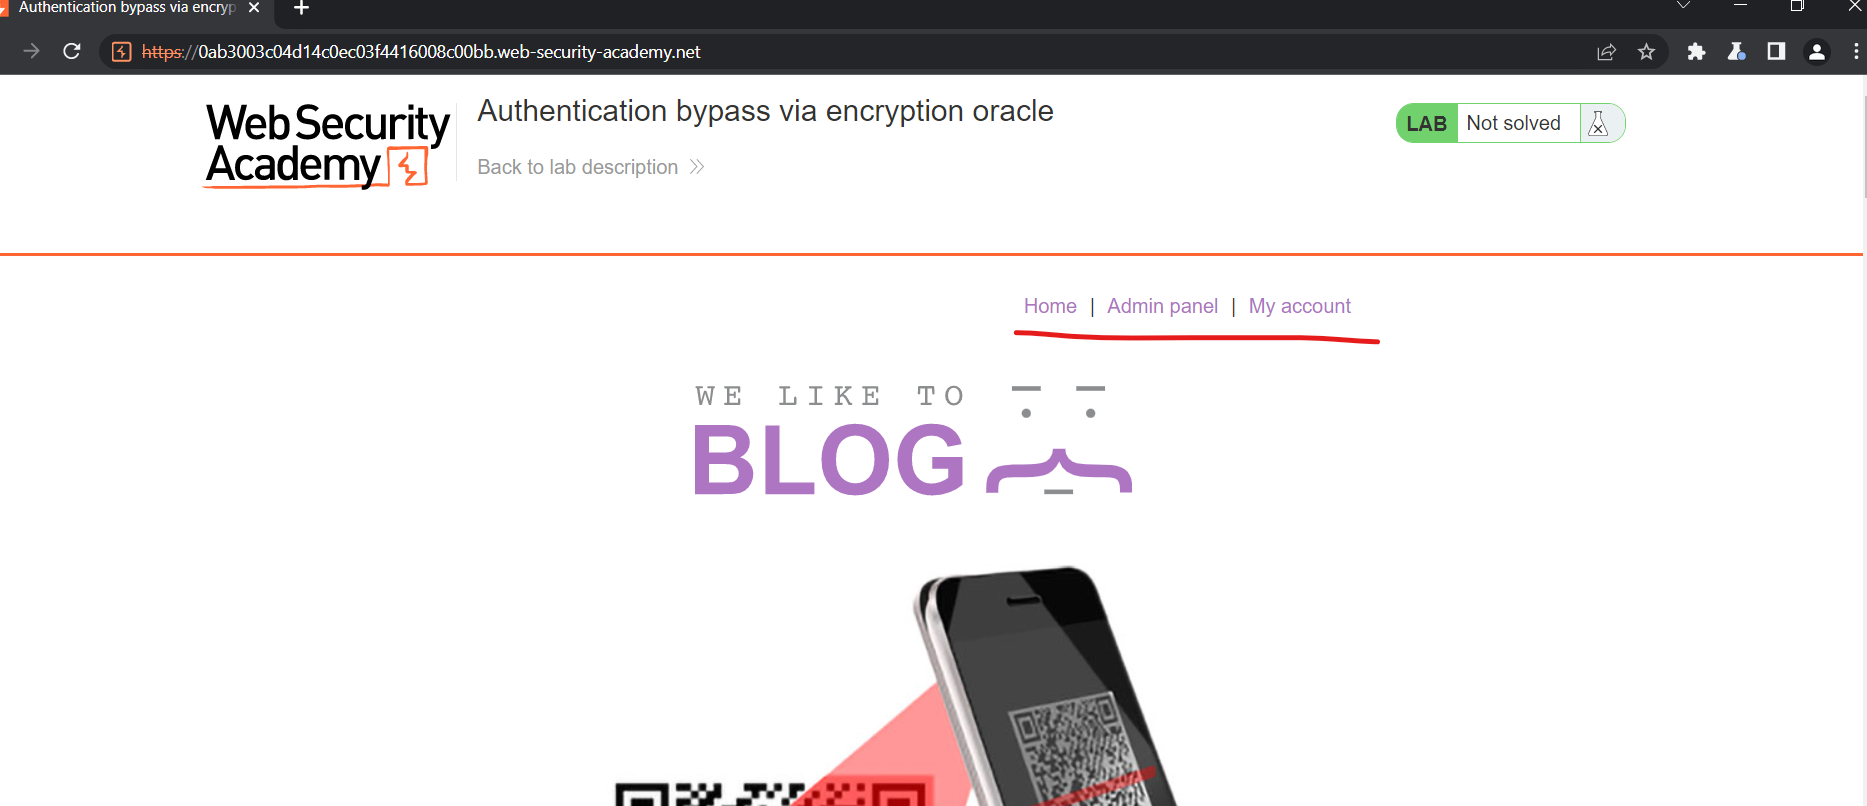 Authentication bypass via encryp
https://0ab3003c04d14c0ec03f4416008c00bb.web-security-academy.net
Web Security
Academy
Authentication bypass via encryption oracle
Back to lab description
LAB Not solved
Home | Admin panel | My account
WE LIKE TO
BLOG